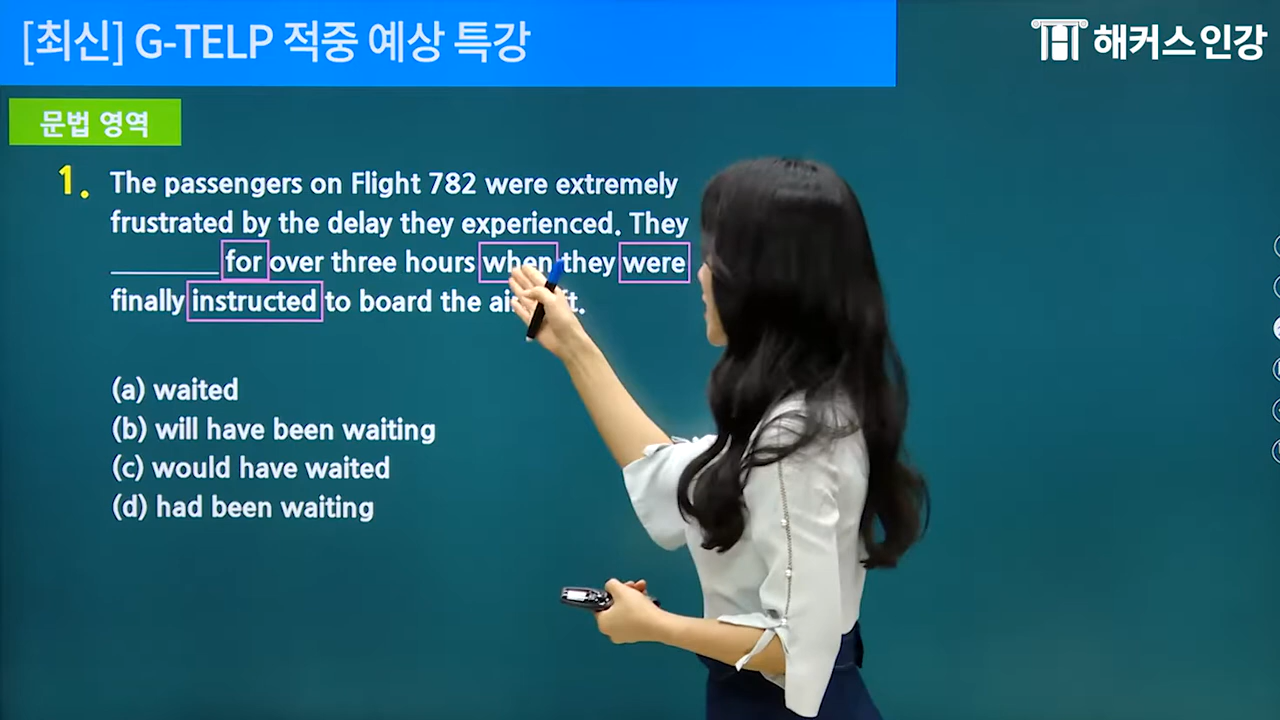 [최신] G-TELP 적중 예상 특강
해커스인강
문법 영역
1. The passengers on Flight 782 were extremely
frustrated by the delay they experienced. They
________ for over three hours when they were
finally instructed to board the
(a) waited
(b) will have been waiting
(c) would have waited
(d) had been waiting